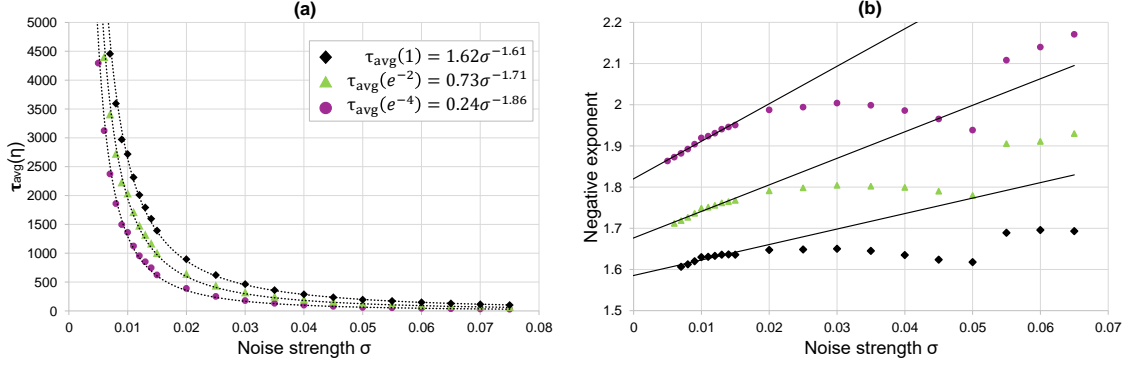 (a)
5000
4500
4000
3500
3000
2500
2000
1500
1000
500
0
τavg(η)
τavg(1) = 1.62σ^−1.61
τavg(e^−2) = 0.73σ^−1.71
τavg(e^−4) = 0.24σ^−1.86
0 0.01 0.02 0.03 0.04 0.05 0.06 0.07 0.08
Noise strength σ
(b)
2.2
2.1
2
1.9
1.8
1.7
1.6
1.5
Negative exponent
0 0.01 0.02 0.03 0.04 0.05 0.06 0.07
Noise strength σ